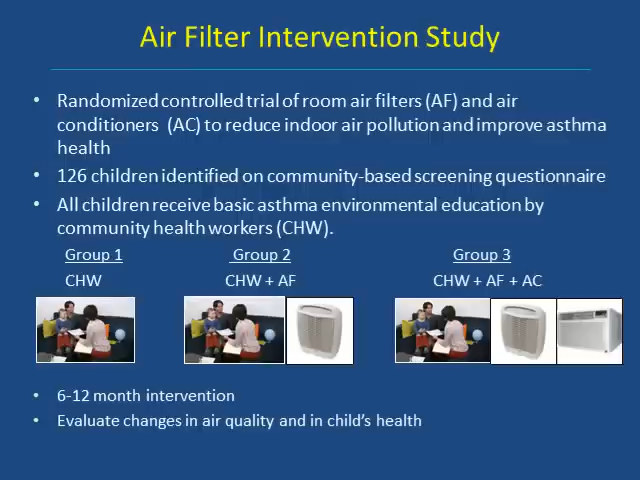 Air Filter Intervention Study
• Randomized controlled trial of room air filters (AF) and air
conditioners (AC) to reduce indoor air pollution and improve asthma
health
• 126 children identified on community-based screening questionnaire
• All children receive basic asthma environmental education by
community health workers (CHW).
Group 1 Group 2 Group 3
CHW CHW + AF CHW + AF + AC
• 6-12 month intervention
• Evaluate changes in air quality and in child's health